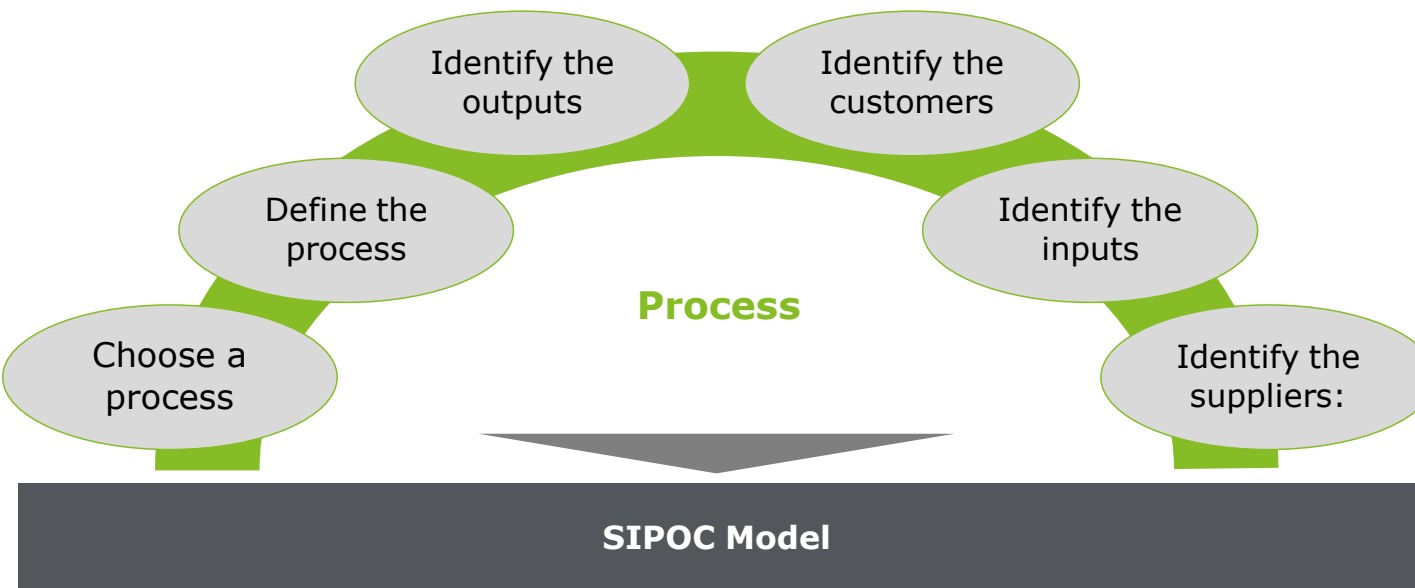 Identify the
outputs
Identify the
customers
Define the
process
Identify the
inputs
Process
Choose a
process
Identify the
suppliers:
SIPOC Model